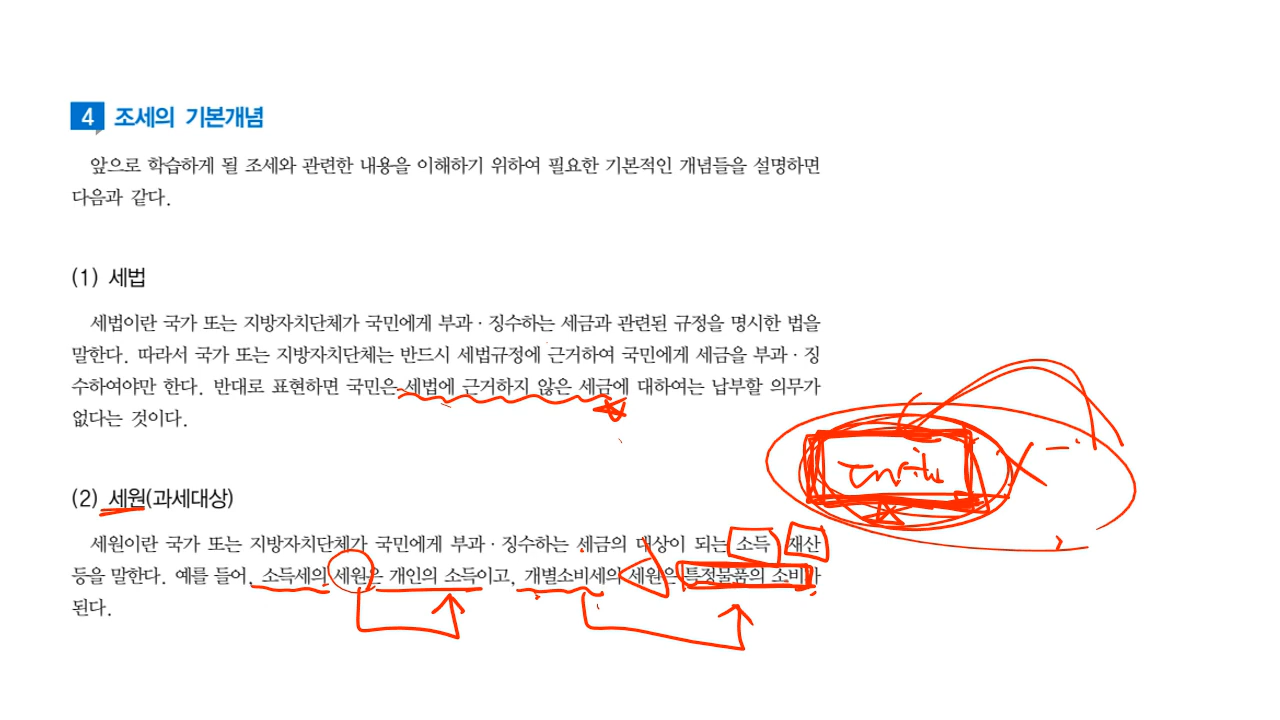 4 조세의 기본개념
앞으로 학습하게 될 조세와 관련한 내용을 이해하기 위하여 필요한 기본적인 개념들을 설명하면
다음과 같다.
(1) 세법
세법이란 국가 또는 지방자치단체가 국민에게 부과·징수하는 세금과 관련된 규정을 명시한 법을
말한다. 따라서 국가 또는 지방자치단체는 반드시 세법규정에 근거하여 국민에게 세금을 부과·징
수하여야만 한다. 반대로 표현하면 국민은 세법에 근거하지 않은 세금에 대하여는 납부할 의무가
없다는 것이다.
(2) 세원(과세대상)
세원이란 국가 또는 지방자치단체가 국민에게 부과·징수하는 세금의 대상이 되는 소득 재산
등을 말한다. 예를 들어, 소득세의 세원은 개인의 소득이고, 개별소비세의 세원은 특정물품의 소비가
된다.